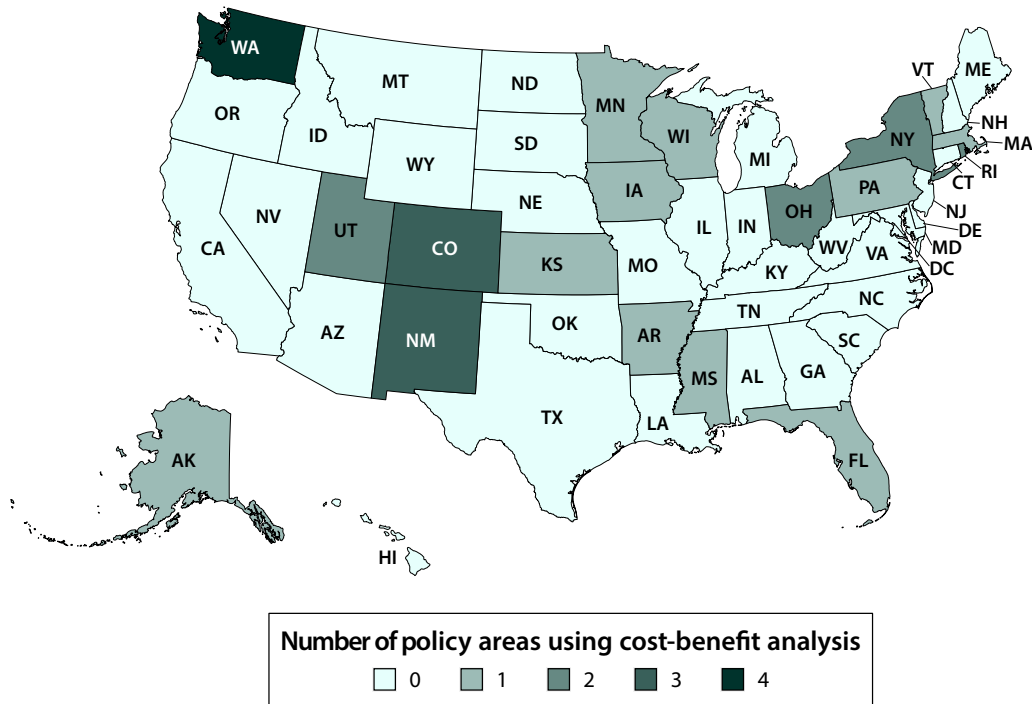 WA
MT
ND
VT
ME
OR
ID
MN
NH
SD
WI
NY
MA
WY
MI
RI
IA
PA
CT
NE
NJ
NV
UT
OH
DE
IL
IN
MD
CA
CO
WV
VA
DC
KS
MO
KY
NC
TN
AZ
OK
NM
AR
SC
MS
AL
GA
TX
LA
AK
FL
HI
Number of policy areas using cost-benefit analysis
0 1 2 3 4